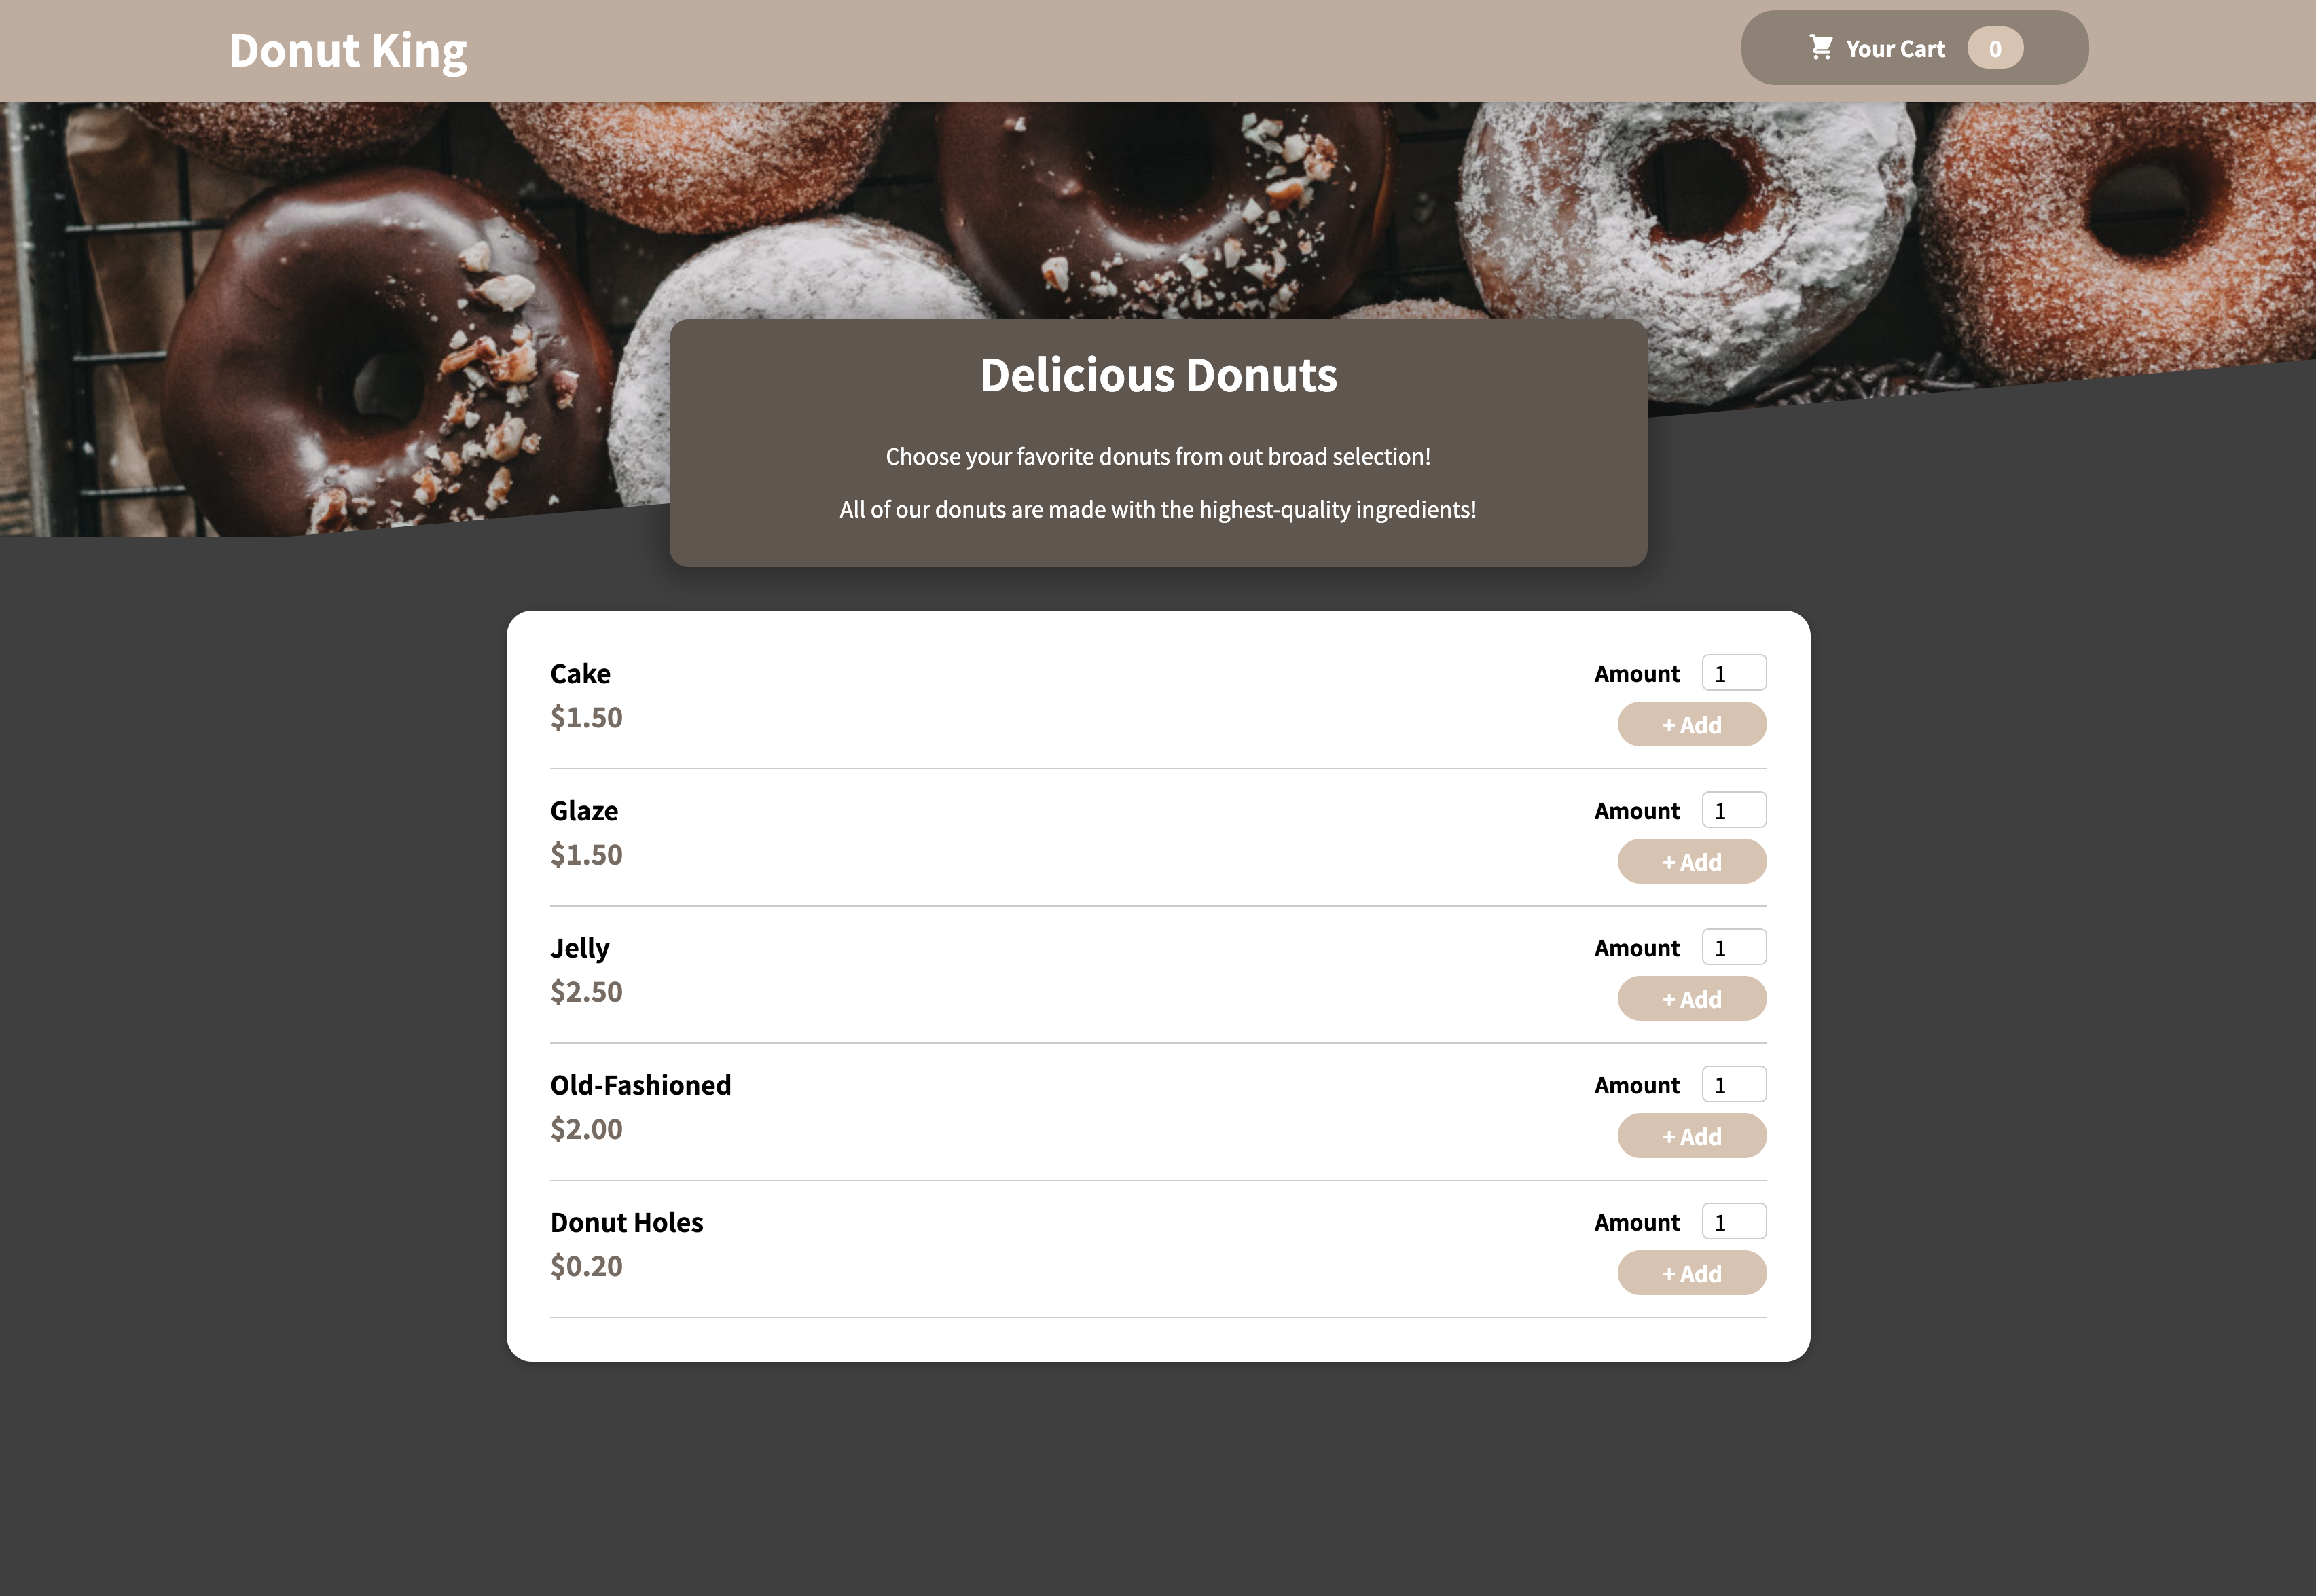 Donut King
Your Cart 0
Delicious Donuts
Choose your favorite donuts from out broad selection!
All of our donuts are made with the highest-quality ingredients!
Cake
$1.50
Amount 1
+ Add
Glaze
$1.50
Amount 1
+ Add
Jelly
$2.50
Amount 1
+ Add
Old-Fashioned
$2.00
Amount 1
+ Add
Donut Holes
$0.20
Amount 1
+ Add